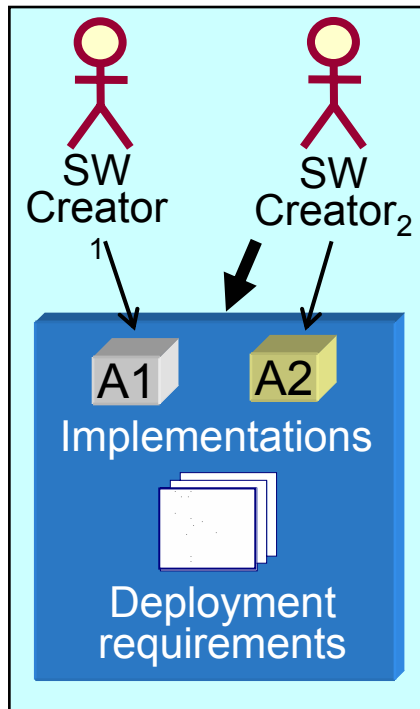 SW
Creator
1
SW
Creator2
A1
A2
Implementations
Deployment
requirements